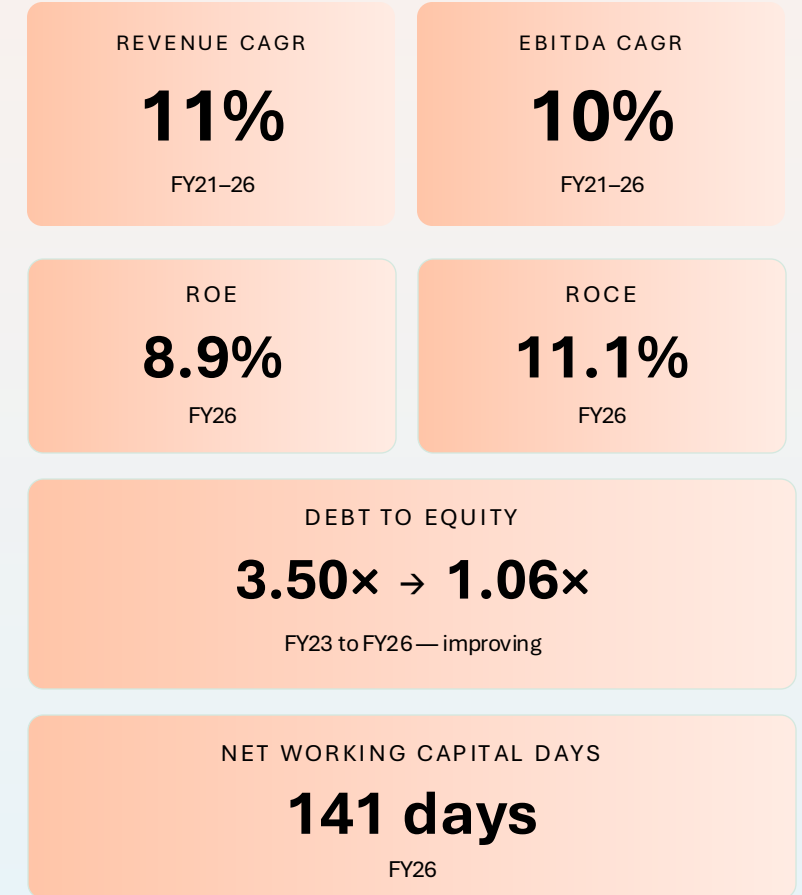 REVENUE CAGR
11%
FY21–26
EBITDA CAGR
10%
FY21–26
ROE
8.9%
FY26
ROCE
11.1%
FY26
DEBT TO EQUITY
3.50× → 1.06×
FY23 to FY26 — improving
NET WORKING CAPITAL DAYS
141 days
FY26